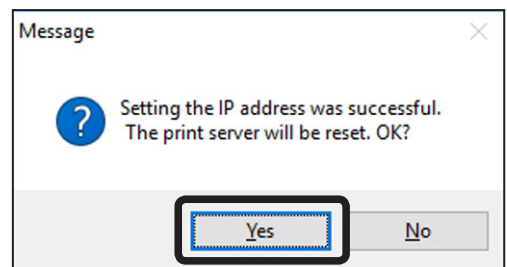 Message
Setting the IP address was successful.
The print server will be reset. OK?
Yes
No